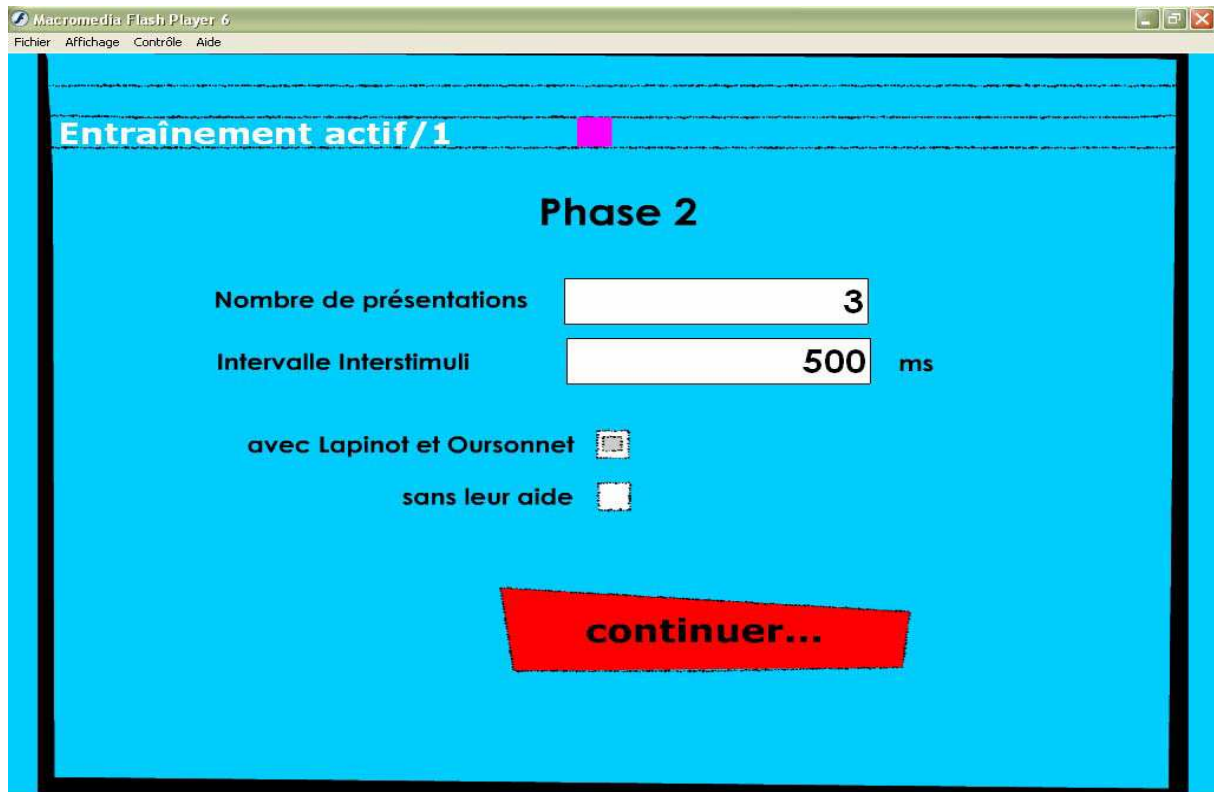 Macromedia Flash Player 6
Fichier Affichage Contrôle Aide
Entraînement actif/1
Phase 2
Nombre de présentations 3
Intervalle Interstimuli 500 ms
avec Lapinot et Oursonnet
sans leur aide
continuer...